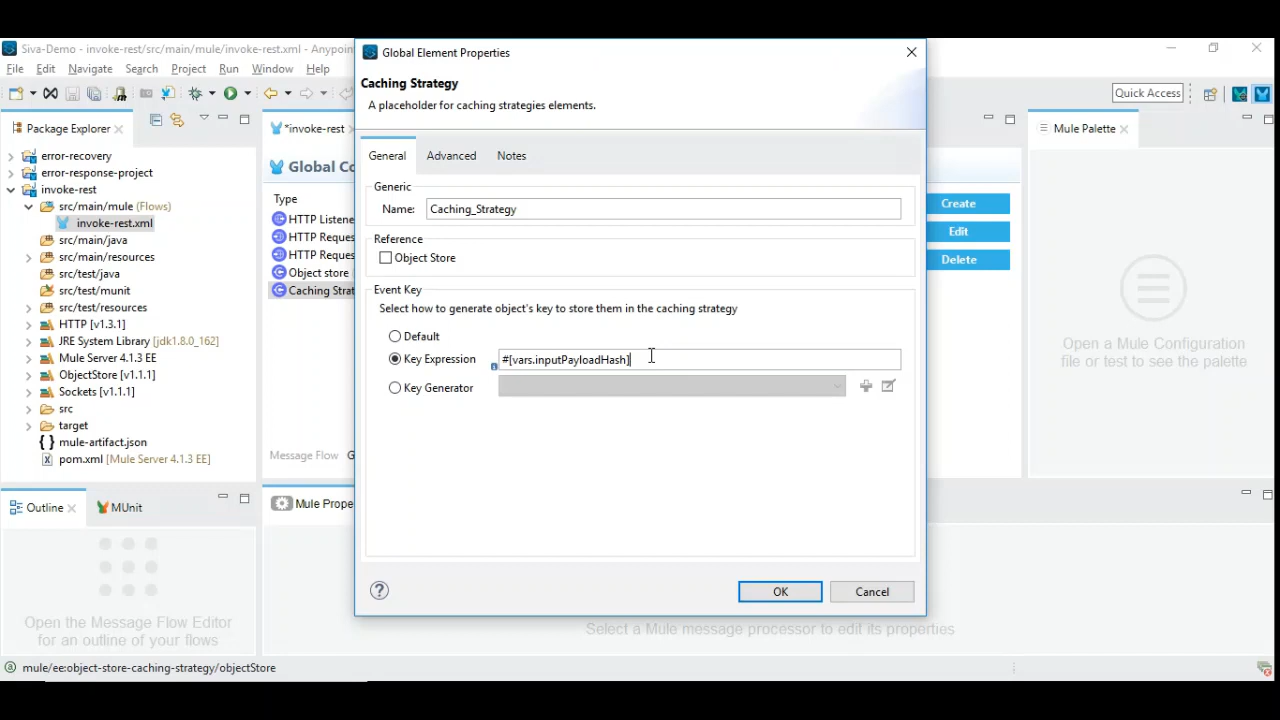 Siva-Demo - invoke-rest/src/main/mule/invoke-rest.xml - Anypoin
File Edit Navigate Search Project Run Window Help
Quick Access
Package Explorer
error-recovery
error-response-project
invoke-rest
src/main/mule (Flows)
invoke-rest.xml
src/main/java
src/main/resources
src/test/java
src/test/munit
src/test/resources
HTTP [v1.3.1]
JRE System Library [jdk1.8.0_162]
Mule Server 4.1.3 EE
ObjectStore [v1.1.1]
Sockets [v1.1.1]
src
target
mule-artifact.json
pom.xml [Mule Server 4.1.3 EE]
Outline
MUnit
Open the Message Flow Editor
for an outline of your flows
*invoke-rest
Global Co
Type
HTTP Listene
HTTP Reques
HTTP Reques
Object store
Caching Strat
Message Flow G
Mule Prope
Global Element Properties
Caching Strategy
A placeholder for caching strategies elements.
General Advanced Notes
Generic
Name: Caching_Strategy
Reference
Object Store
Event Key
Select how to generate object's key to store them in the caching strategy
Default
Key Expression #[vars.inputPayloadHash]
Key Generator
OK Cancel
Create
Edit
Delete
Mule Palette
Open a Mule Configuration
file or test to see the palette
Select a Mule message processor to edit its properties
mule/ee:object-store-caching-strategy/objectStore